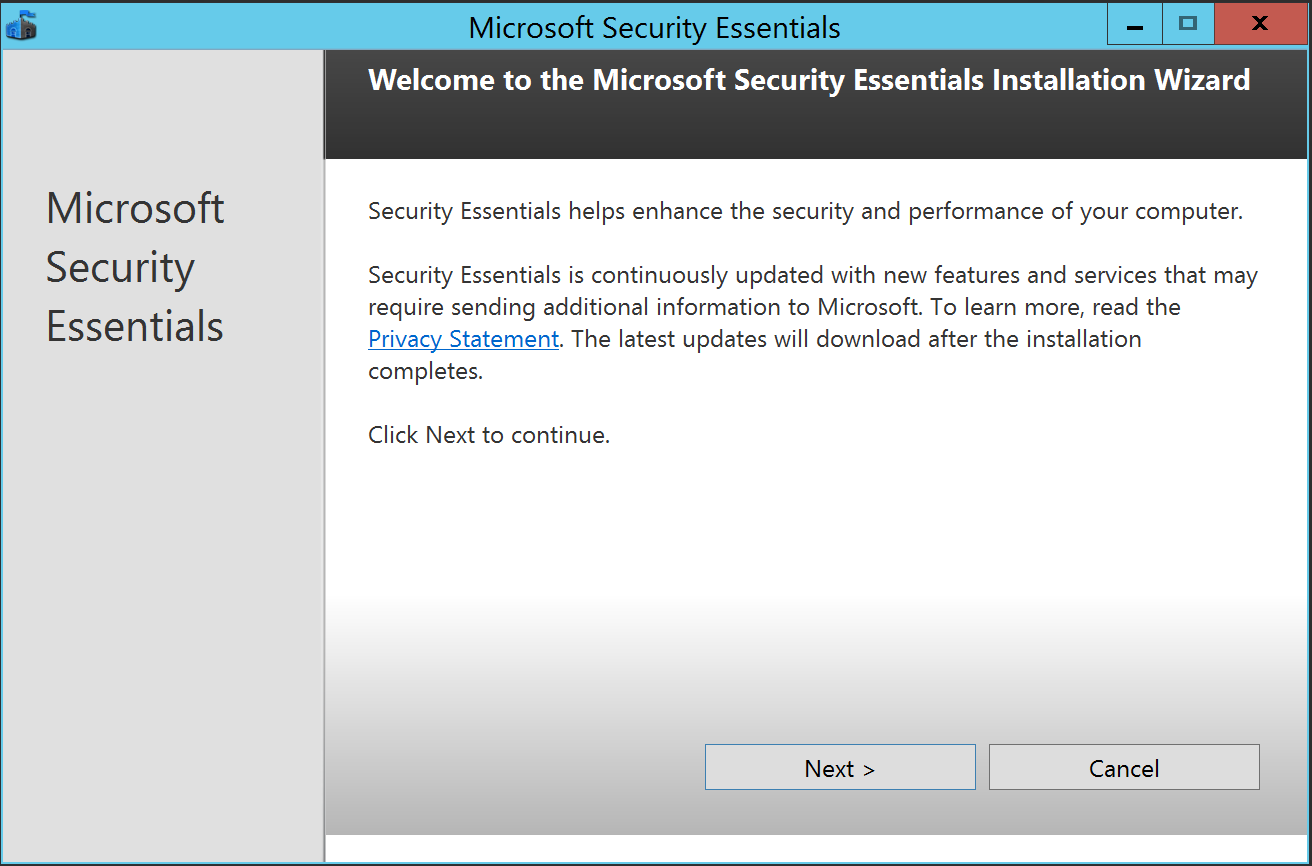 Microsoft Security Essentials
Microsoft
Security
Essentials
Welcome to the Microsoft Security Essentials Installation Wizard
Security Essentials helps enhance the security and performance of your computer.
Security Essentials is continuously updated with new features and services that may
require sending additional information to Microsoft. To learn more, read the
Privacy Statement. The latest updates will download after the installation
completes.
Click Next to continue.
Next >
Cancel